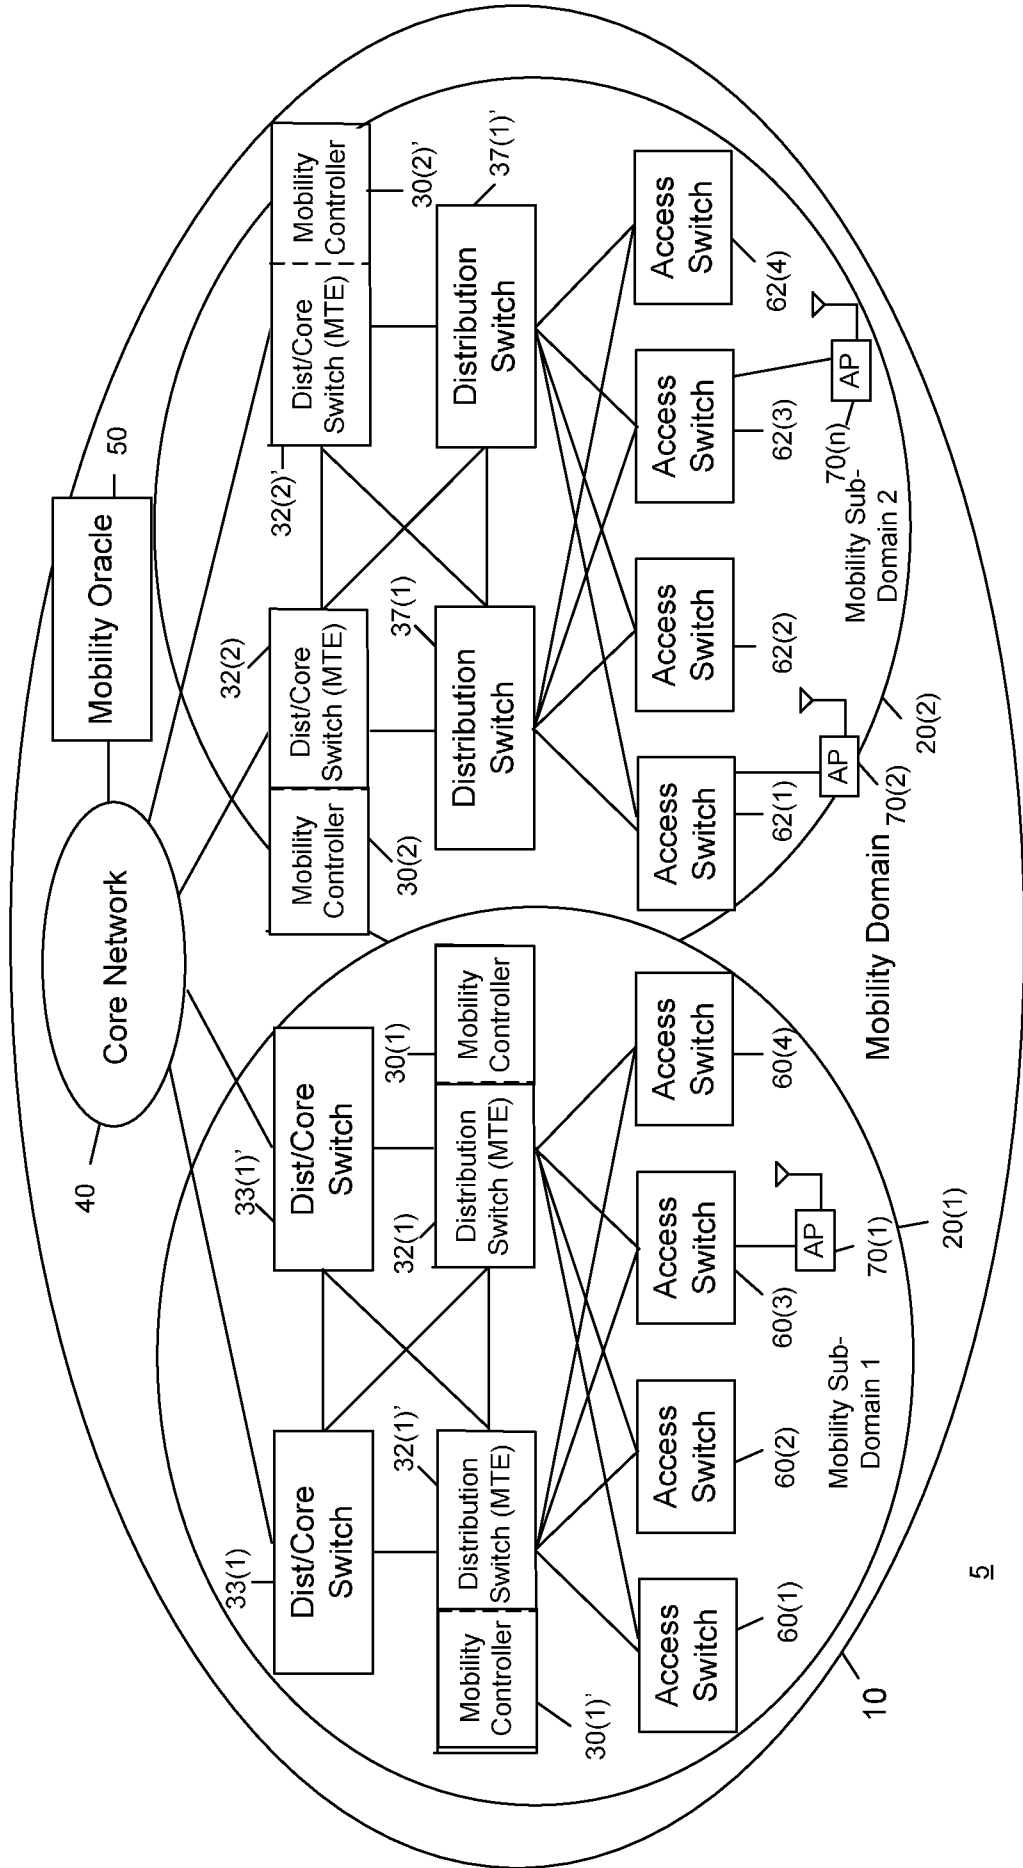 Mobility Oracle
50
Core Network
40
33(1)
33(1)'
32(2)
32(2)'
Dist/Core
Switch
Dist/Core
Switch
Mobility
Controller
Dist/Core
Switch (MTE)
Dist/Core
Switch (MTE)
Mobility
Controller
30(1)
30(2)
30(2)'
32(1)'
32(1)
37(1)
37(1)'
Mobility
Controller
Distribution
Switch (MTE)
Distribution
Switch (MTE)
Mobility
Controller
Distribution
Switch
Distribution
Switch
30(1)'
Access
Switch
Access
Switch
Access
Switch
Access
Switch
Access
Switch
Access
Switch
Access
Switch
Access
Switch
60(1)
60(2)
60(3)
60(4)
62(1)
62(2)
62(3)
62(4)
AP
AP
AP
70(1)
70(2)
70(n)
Mobility Sub-
Domain 1
Mobility Sub-
Domain 2
20(1)
20(2)
Mobility Domain
10
5